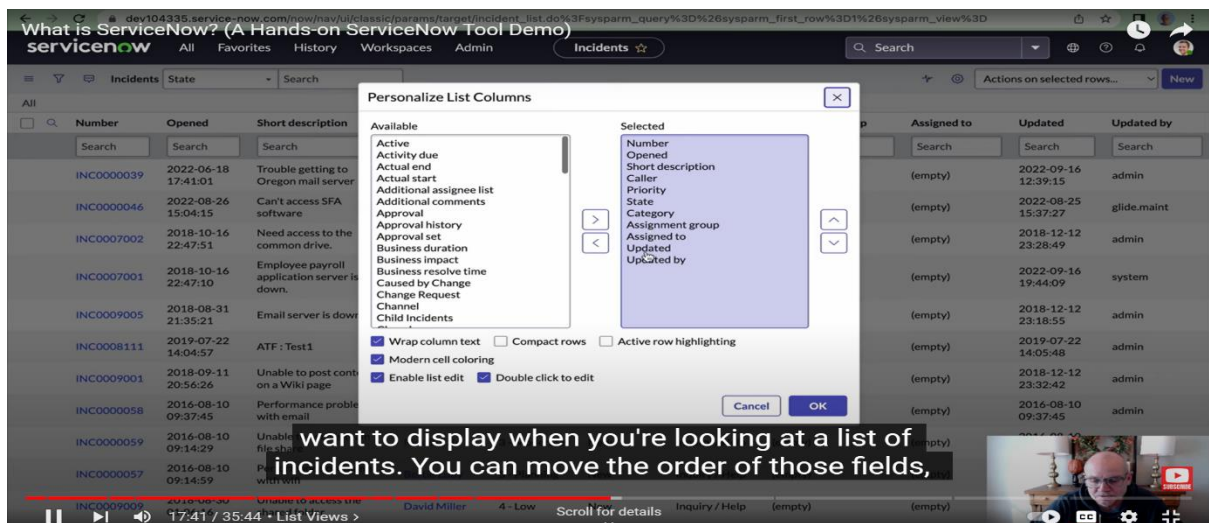 dev104335.service-now.com/now/nav/ui/classic/params/target/incident_list.do%3Fsysparm_query%3D%26sysparm_first_row%3D1%26sysparm_view%3D
What is ServiceNow? (A Hands-on ServiceNow Tool Demo)
servicenow All Favorites History Workspaces Admin Incidents Search
Incidents State Search Actions on selected rows... New
All
Number Opened Short description Assigned to Updated Updated by
Search Search Search Search Search Search
INC0000039 2022-06-18 17:41:01 Trouble getting to Oregon mail server (empty) 2022-09-16 12:39:15 admin
INC0000046 2022-08-26 15:04:15 Can't access SFA software (empty) 2022-08-25 15:37:27 glide.maint
INC0007002 2018-10-16 22:47:51 Need access to the common drive. (empty) 2018-12-12 23:28:49 admin
INC0007001 2018-10-16 22:47:10 Employee payroll application server is down. (empty) 2022-09-16 19:44:09 system
INC0009005 2018-08-31 21:35:21 Email server is down (empty) 2018-12-12 23:18:55 admin
INC0008111 2019-07-22 14:04:57 ATF : Test1 (empty) 2019-07-22 14:05:48 admin
INC0009001 2018-09-11 20:56:26 Unable to post on a Wiki page (empty) 2018-12-12 23:32:42 admin
INC0000058 2016-08-10 09:37:45 Performance with email (empty) 2016-08-10 09:37:45 admin
INC0000059 2016-08-10 09:14:29
INC0000057 2016-08-10 09:14:59
INC0009009 David Miller 4 - Low New Inquiry / Help (empty) (empty)
Personalize List Columns
Available
Active
Activity due
Actual end
Actual start
Additional assignee list
Additional comments
Approval
Approval history
Approval set
Business duration
Business impact
Business resolve time
Caused by Change
Change Request
Channel
Child Incidents
Selected
Number
Opened
Short description
Caller
Priority
State
Category
Assignment group
Assigned to
Updated
Updated by
Wrap column text Compact rows Active row highlighting
Modern cell coloring
Enable list edit Double click to edit
Cancel OK
want to display when you're looking at a list of
incidents. You can move the order of those fields,
SUBSCRIBE
17:41 / 35:44 • List Views >
Scroll for details
CC